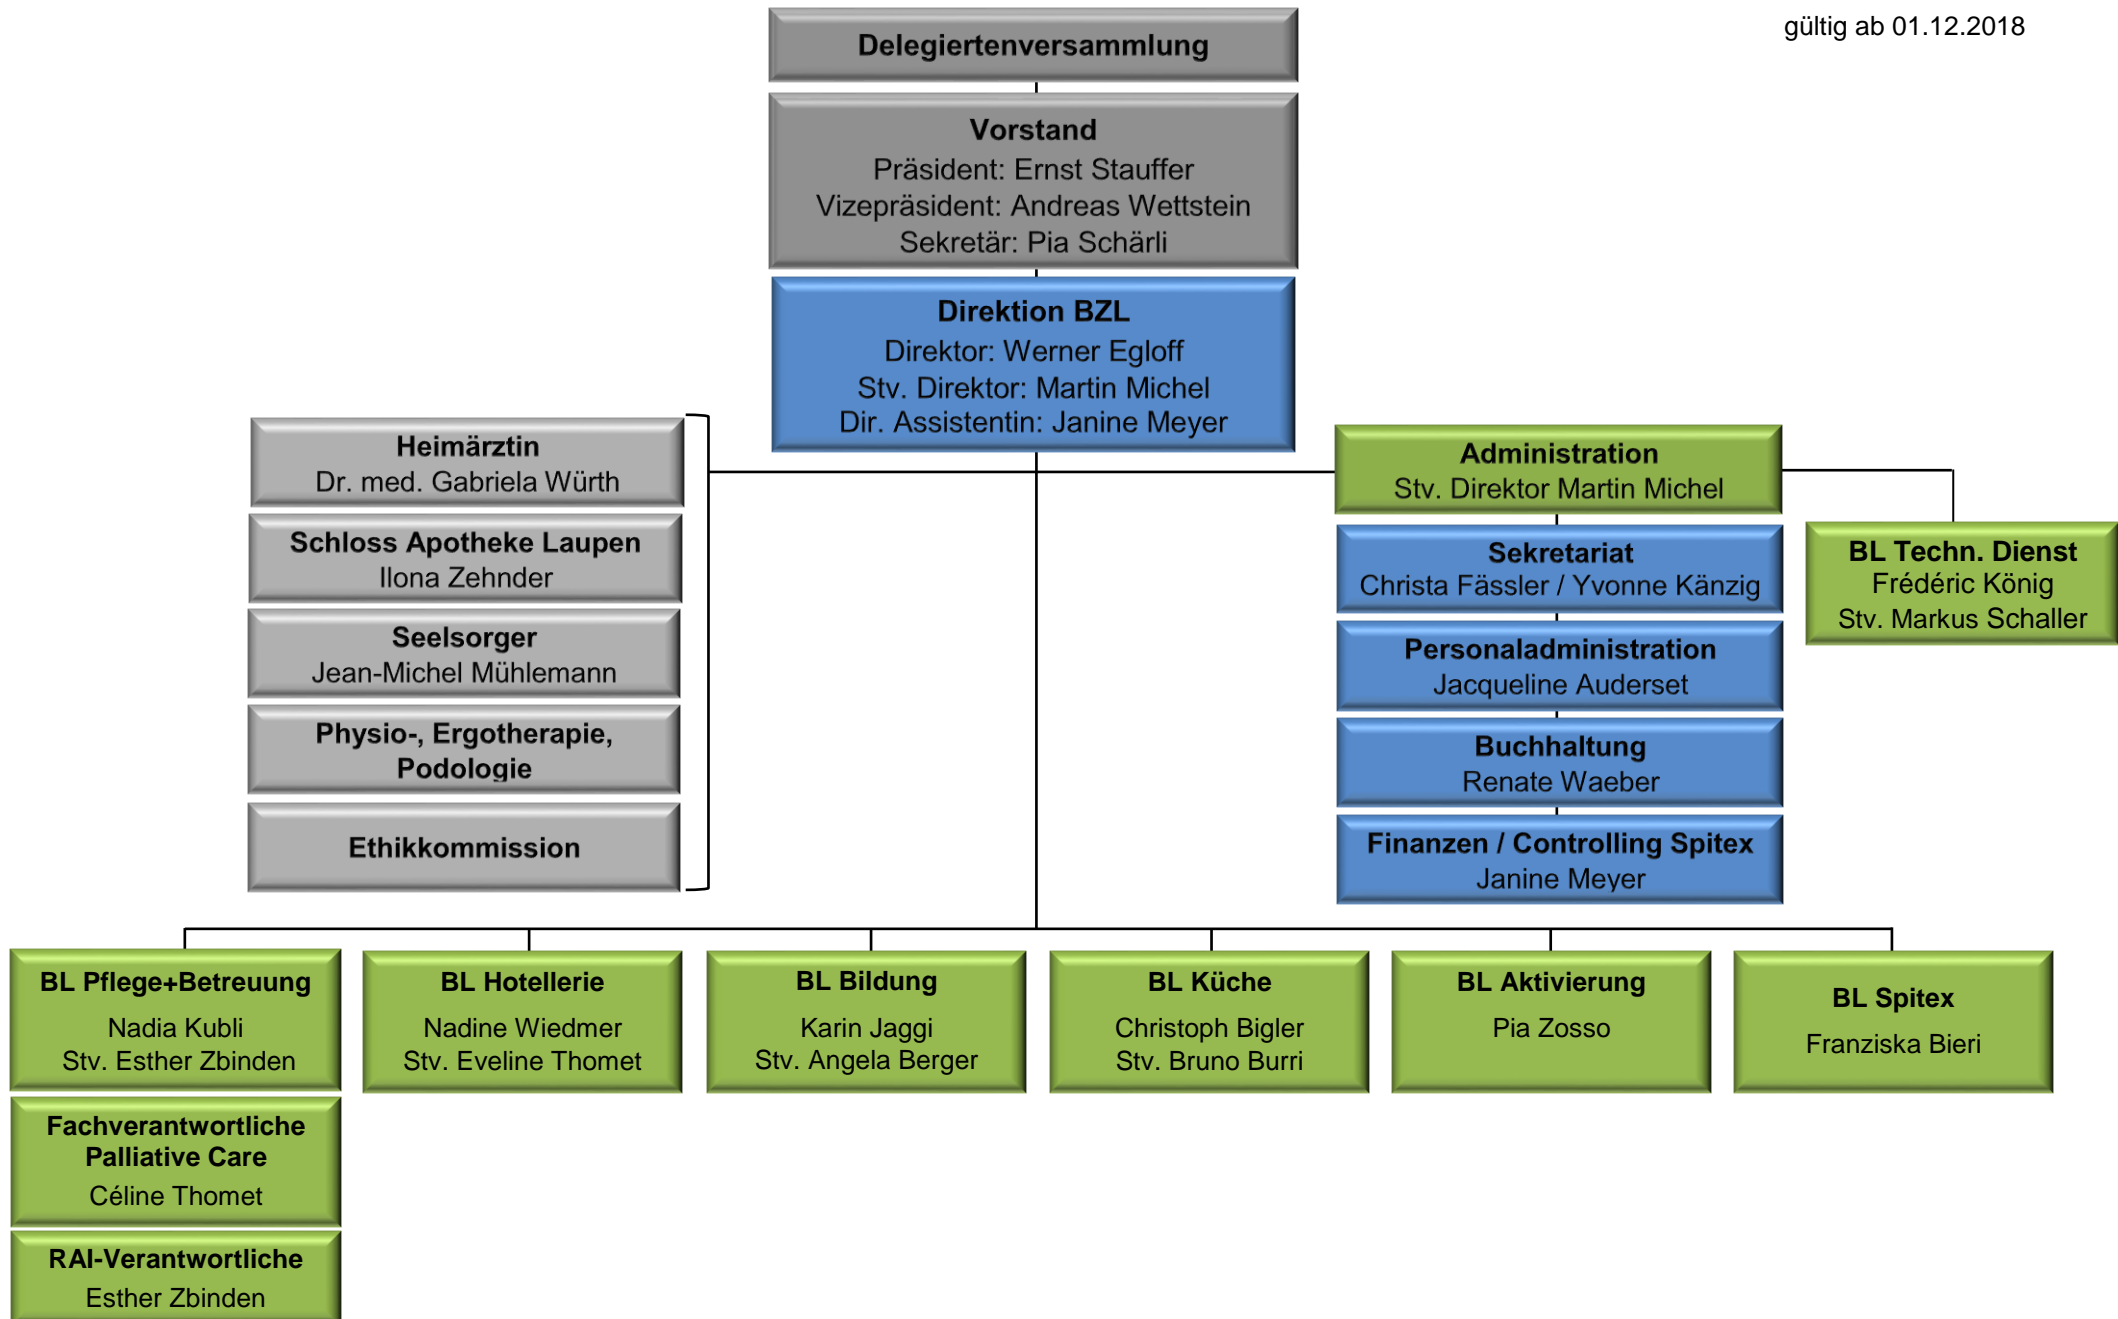 gültig ab 01.12.2018
Delegiertenversammlung
Vorstand
Präsident: Ernst Stauffer
Vizepräsident: Andreas Wettstein
Sekretär: Pia Schärli
Direktion BZL
Direktor: Werner Egloff
Stv. Direktor: Martin Michel
Dir. Assistentin: Janine Meyer
Heimärztin
Dr. med. Gabriela Würth
Schloss Apotheke Laupen
Ilona Zehnder
Seelsorger
Jean-Michel Mühlemann
Physio-, Ergotherapie,
Podologie
Ethikkommission
Administration
Stv. Direktor Martin Michel
Sekretariat
Christa Fässler / Yvonne Känzig
Personaladministration
Jacqueline Auderset
Buchhaltung
Renate Waeber
Finanzen / Controlling Spitex
Janine Meyer
BL Techn. Dienst
Frédéric König
Stv. Markus Schaller
BL Pflege+Betreuung
Nadia Kubli
Stv. Esther Zbinden
Fachverantwortliche
Palliative Care
Céline Thomet
RAI-Verantwortliche
Esther Zbinden
BL Hotellerie
Nadine Wiedmer
Stv. Eveline Thomet
BL Bildung
Karin Jaggi
Stv. Angela Berger
BL Küche
Christoph Bigler
Stv. Bruno Burri
BL Aktivierung
Pia Zosso
BL Spitex
Franziska Bieri